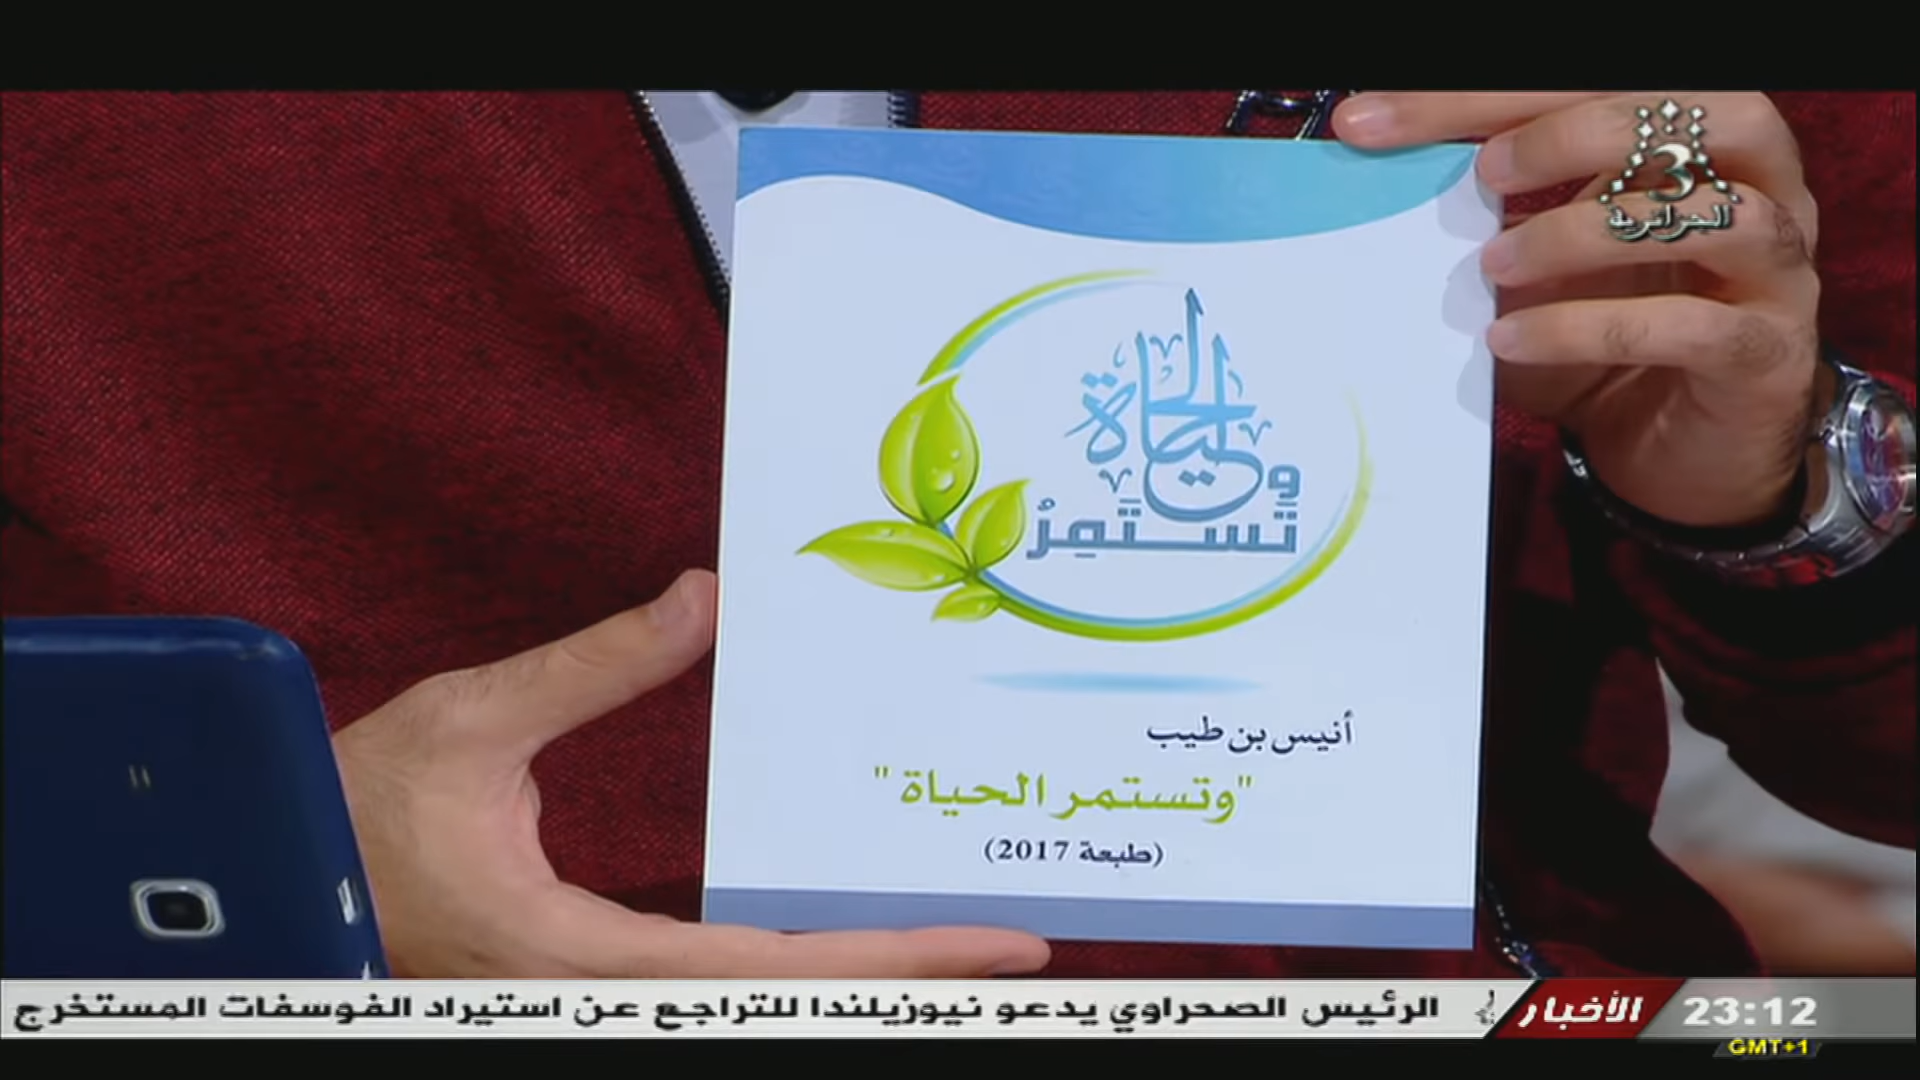 3
الجزائرية
الحياة
و
تَستَمِرُ
أنيس بن طيب
"وتستمر الحياة"
(طبعة 2017)
الرئيس الصحراوي يدعو نيوزيلندا للتراجع عن استيراد الفوسفات المستخرج
الأخبار
23:12
GMT+1